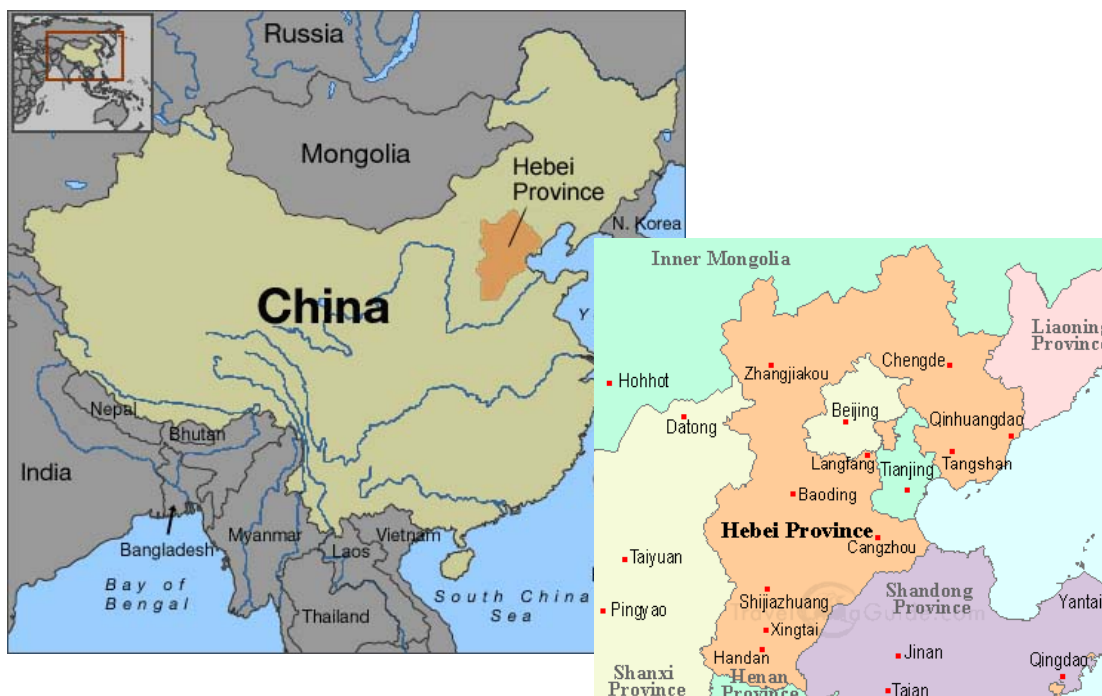 Russia
Mongolia
Hebei
Province
N. Korea
China
Y
Nepal
Bhutan
India
Bangladesh
Myanmar
Laos
Vietnam
Thailand
Bay of
Bengal
South China
Sea
Inner Mongolia
Liaoning
Province
Chengde
Zhangjiakou
Hohhot
Datong
Beijing
Qinhuangdao
Langfang
Tianjing
Tangshan
Baoding
Hebei Province
Cangzhou
Taiyuan
Shandong
Province
Shijiazhuang
Yantai
Pingyao
Xingtai
Handan
Jinan
Qingdao
Shanxi
Province
Henan
Province
Taian